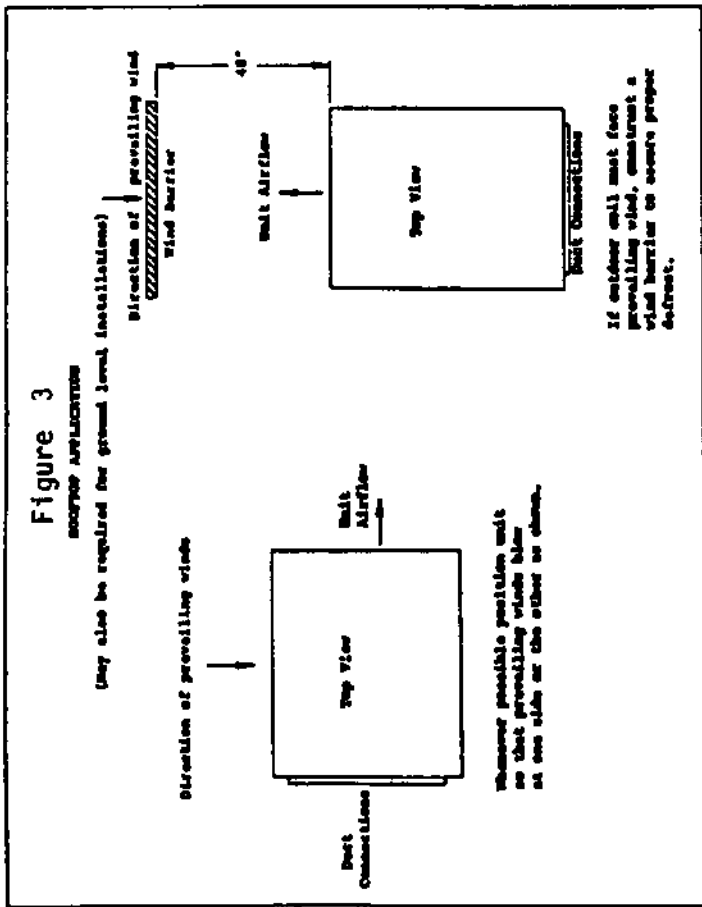 Figure 3
ROOFTOP APPLICATION
(May also be required for ground level installations)
Direction of prevailing winds
Top View
Unit
Airflow
Duct
Connections
Whenever possible position unit
so that prevailing winds blow
at one side or the other as shown.
Direction of prevailing wind
Wind Barrier
48"
Unit Airflow
Top View
Duct Connections
If outdoor coil must face
prevailing wind, construct a
wind barrier to assure proper
defrost.